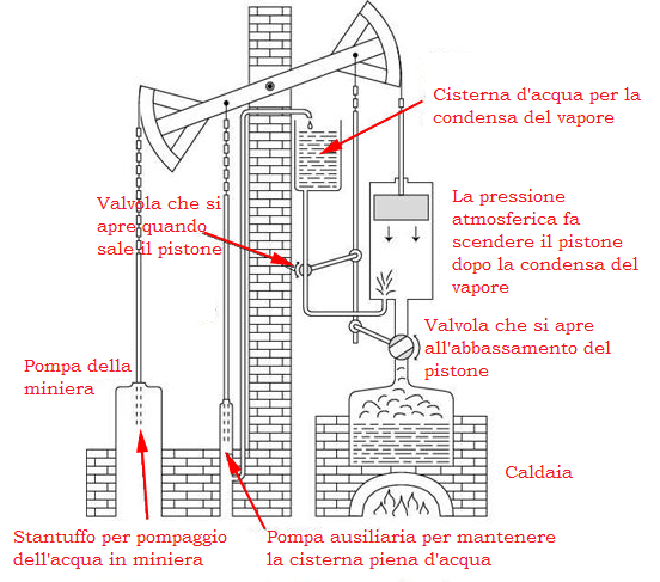 Cisterna d'acqua per la
condensa del vapore
Valvola che si
apre quando
sale il pistone
La pressione
atmosferica fa
scendere il pistone
dopo la condensa del
vapore
Valvola che si apre
all'abbassamento del
pistone
Pompa della
miniera
Caldaia
Stantuffo per pompaggio
dell'acqua in miniera
Pompa ausiliaria per mantenere
la cisterna piena d'acqua